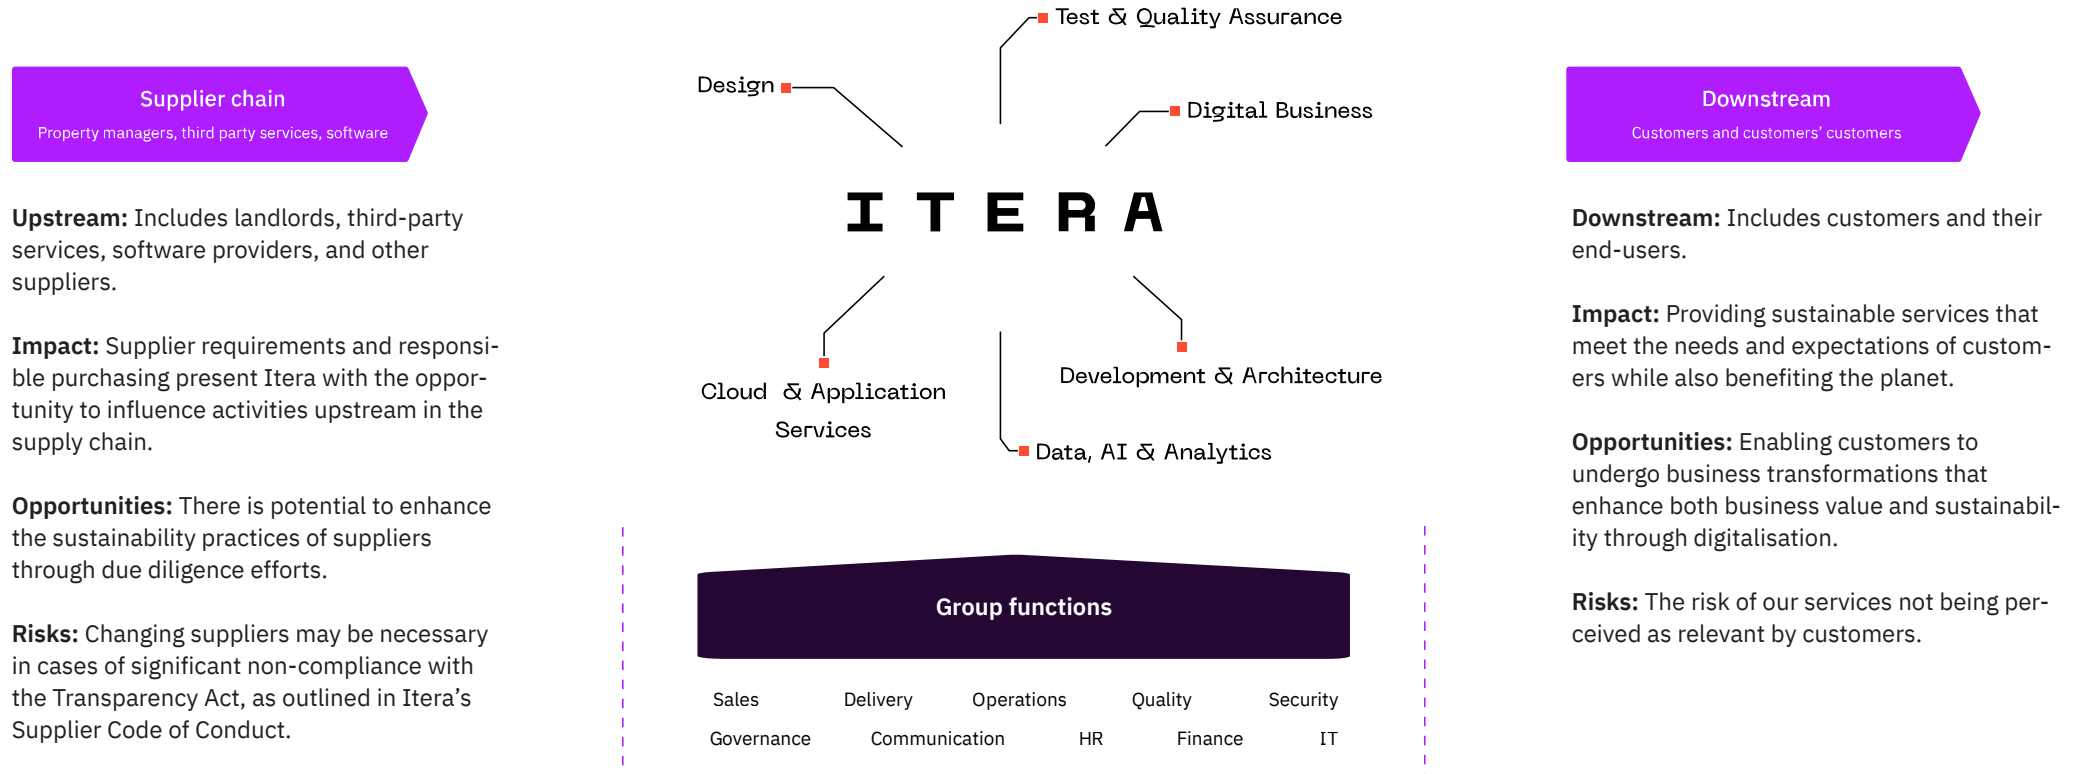 Supplier chain
Property managers, third party services, software
Upstream: Includes landlords, third-party
services, software providers, and other
suppliers.
Impact: Supplier requirements and responsi-
ble purchasing present Itera with the oppor-
tunity to influence activities upstream in the
supply chain.
Opportunities: There is potential to enhance
the sustainability practices of suppliers
through due diligence efforts.
Risks: Changing suppliers may be necessary
in cases of significant non-compliance with
the Transparency Act, as outlined in Itera’s
Supplier Code of Conduct.
Test & Quality Assurance
Design
Digital Business
ITERA
Cloud & Application
Services
Development & Architecture
Data, AI & Analytics
Group functions
Sales Delivery Operations Quality Security
Governance Communication HR Finance IT
Downstream
Customers and customers’ customers
Downstream: Includes customers and their
end-users.
Impact: Providing sustainable services that
meet the needs and expectations of custom-
ers while also benefiting the planet.
Opportunities: Enabling customers to
undergo business transformations that
enhance both business value and sustainabil-
ity through digitalisation.
Risks: The risk of our services not being per-
ceived as relevant by customers.